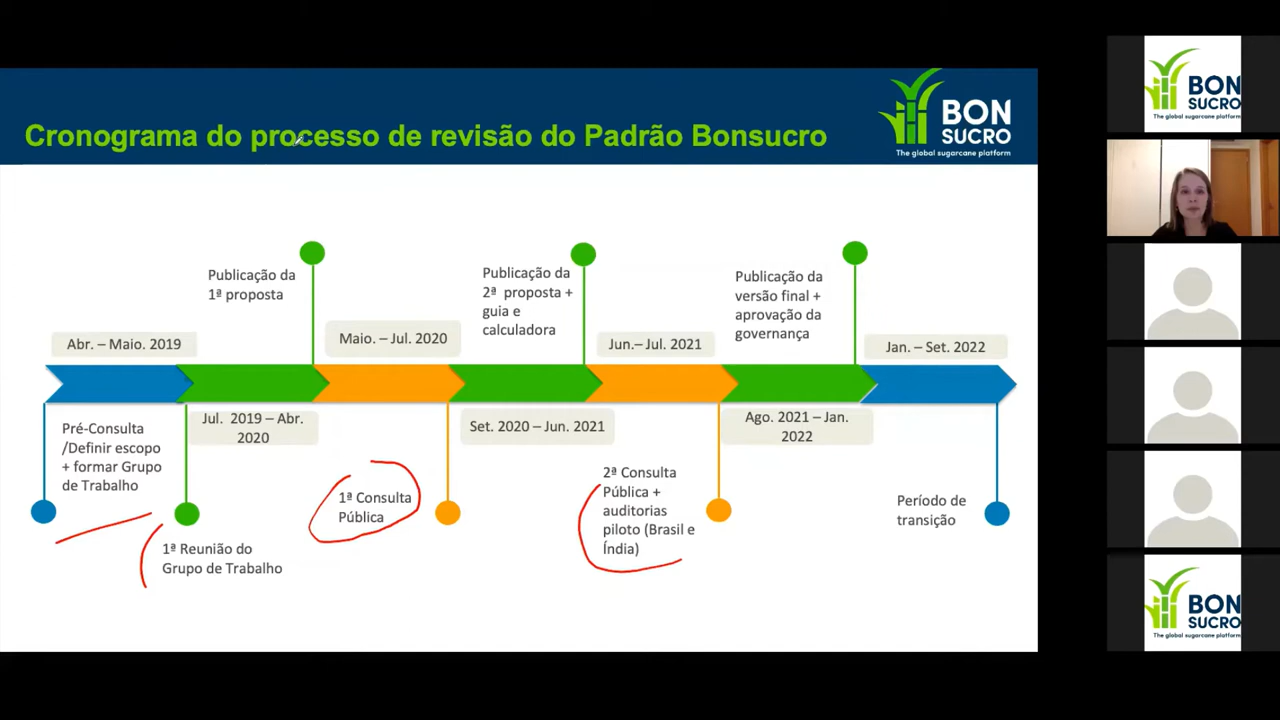 Cronograma do processo de revisão do Padrão Bonsucro
BON
SUCRO
The global sugarcane platform
Publicação da
1ª proposta
Publicação da
2ª proposta +
guia e
calculadora
Publicação da
versão final +
aprovação da
governança
Abr. – Maio. 2019
Maio. – Jul. 2020
Jun.– Jul. 2021
Jan. – Set. 2022
Jul. 2019 – Abr.
2020
Set. 2020 – Jun. 2021
Ago. 2021 – Jan.
2022
Pré-Consulta
/Definir escopo
+ formar Grupo
de Trabalho
1ª Reunião do
Grupo de Trabalho
1ª Consulta
Pública
2ª Consulta
Pública +
auditorias
piloto (Brasil e
Índia)
Período de
transição
BON
SUCRO
The global sugarcane platform
BON
SUCRO
The global sugarcane platform